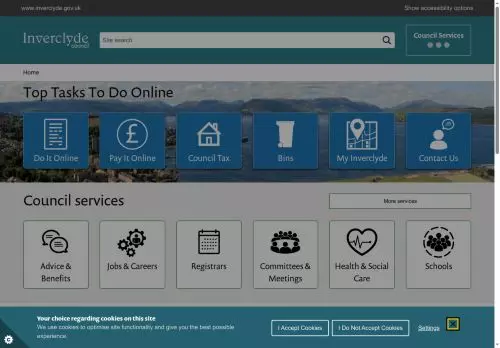 www.inverclyde.gov.uk
Show accessibility options
Inverclyde
council
Site search
Council Services
Home
Top Tasks To Do Online
Do It Online
Pay It Online
Council Tax
Bins
My Inverclyde
Contact Us
Council services
More services
Advice &
Benefits
Jobs & Careers
Registrars
Committees &
Meetings
Health & Social
Care
Schools
Your choice regarding cookies on this site
We use cookies to optimise site functionality and give you the best possible
experience.
I Accept Cookies
I Do Not Accept Cookies
Settings